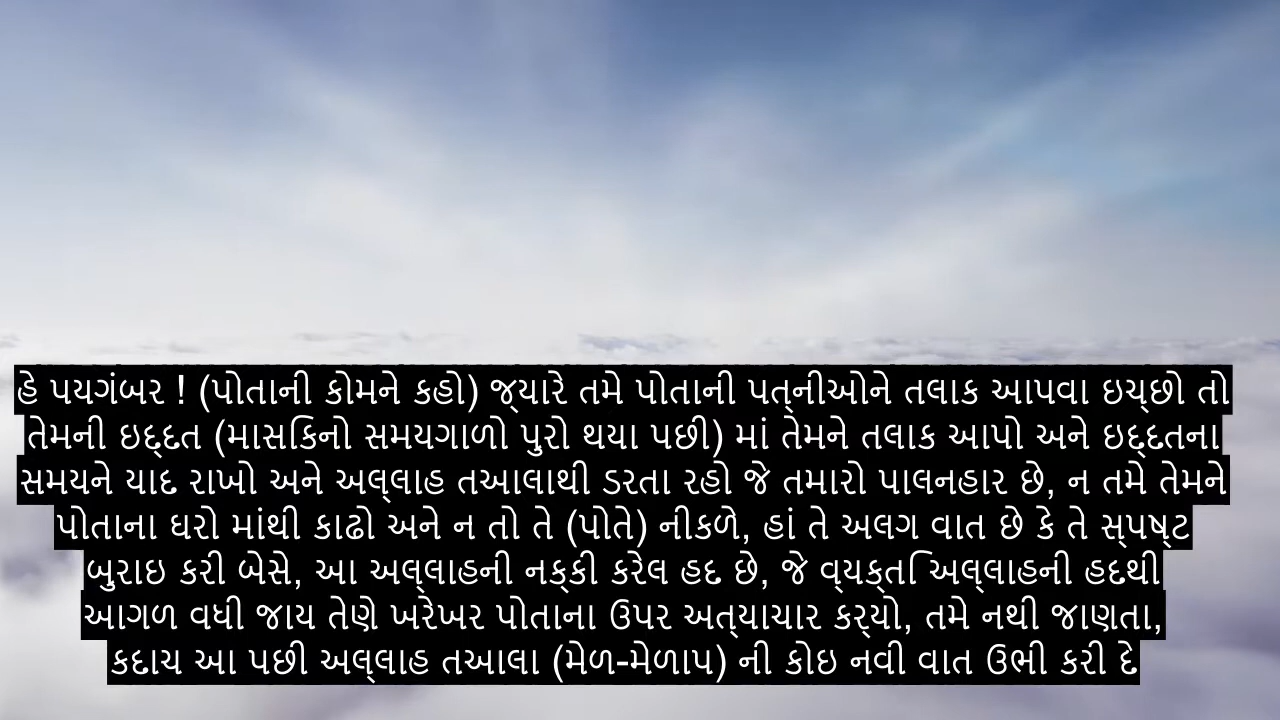 હે પયગંબર ! (પોતાની કોમને કહો) જ્યારે તમે પોતાની પત્નીઓને તલાક આપવા ઇચ્છો તો
તેમની ઇદ્દત (માસિકનો સમયગાળો પુરો થયા પછી) માં તેમને તલાક આપો અને ઇદ્દતના
સમયને યાદ રાખો અને અલ્લાહ તઆલાથી ડરતા રહો જે તમારો પાલનહાર છે, ન તમે તેમને
પોતાના ઘરો માંથી કાઢો અને ન તો તે (પોતે) નીકળે, હાં તે અલગ વાત છે કે તે સ્પષ્ટ
બુરાઇ કરી બેસે, આ અલ્લાહની નક્કી કરેલ હદ છે, જે વ્યક્તિ અલ્લાહની હદથી
આગળ વધી જાય તેણે ખરેખર પોતાના ઉપર અત્યાચાર કર્યો, તમે નથી જાણતા,
કદાચ આ પછી અલ્લાહ તઆલા (મેળ-મેળાપ) ની કોઇ નવી વાત ઉભી કરી દે